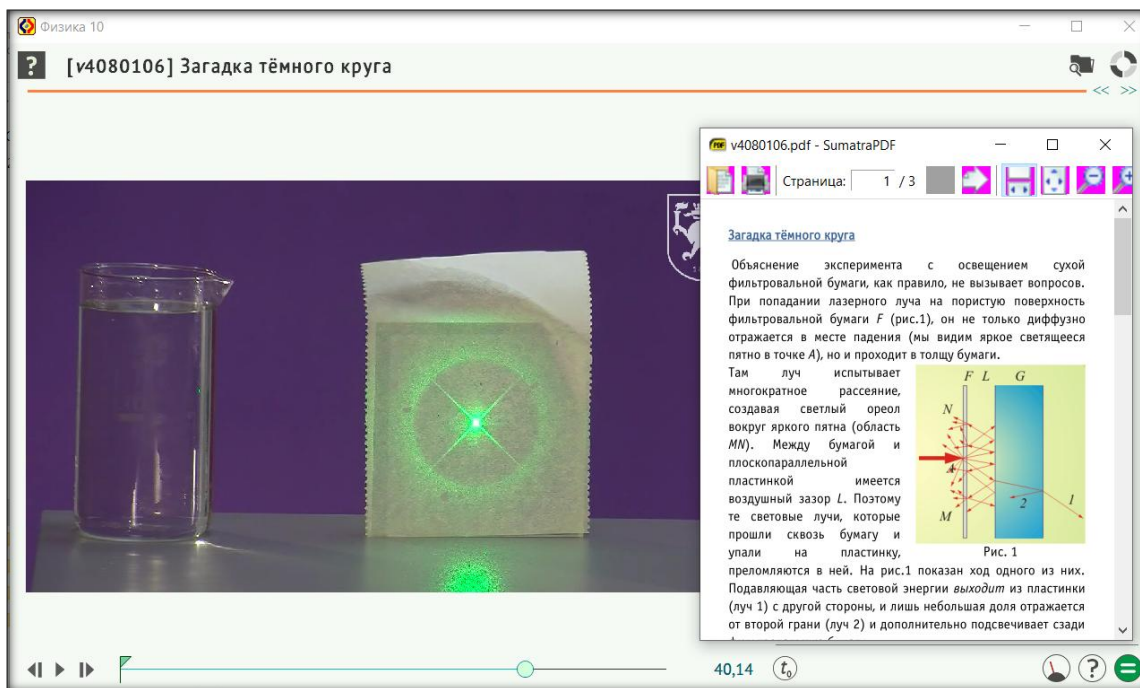 Физика 10
[v4080106] Загадка тёмного круга
<< >>
v4080106.pdf - SumatraPDF
Страница: 1 / 3
Загадка тёмного круга
Объяснение эксперимента с освещением сухой
фильтровальной бумаги, как правило, не вызывает вопросов.
При попадании лазерного луча на пористую поверхность
фильтровальной бумаги F (рис.1), он не только диффузно
отражается в месте падения (мы видим яркое светящееся
пятно в точке A), но и проходит в толщу бумаги.
Там луч испытывает
многократное рассеяние,
создавая светлый ореол
вокруг яркого пятна (область
MN). Между бумагой и
плоскопараллельной
пластинкой имеется
воздушный зазор L. Поэтому
те световые лучи, которые
прошли сквозь бумагу и
упали на пластинку,
F L G
N
A
M
2
1
Рис. 1
преломляются в ней. На рис.1 показан ход одного из них.
Подавляющая часть световой энергии выходит из пластинки
(луч 1) с другой стороны, и лишь небольшая доля отражается
от второй грани (луч 2) и дополнительно подсвечивает сзади
40,14
t₀